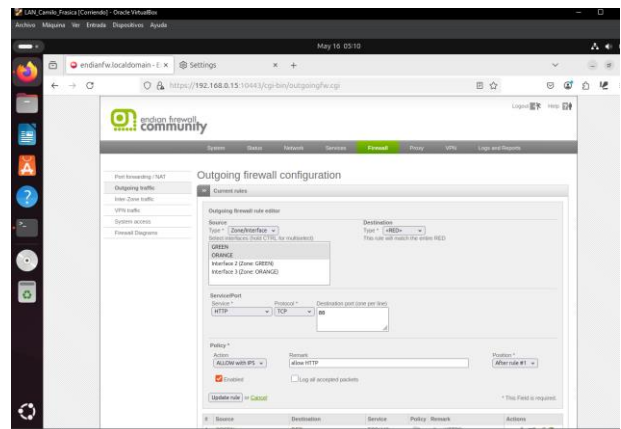 LAN_Camilo_Frasica [Corriendo] - Oracle VirtualBox
Archivo Máquina Ver Entrada Dispositivos Ayuda
May 16 05:10
endianfw.localdomain - E
Settings
https://192.168.0.15:10443/cgi-bin/outgoingfw.cgi
Logout Help
endian firewall
community
System Status Network Services Firewall Proxy VPN Logs and Reports
Port forwarding / NAT
Outgoing traffic
Inter-Zone traffic
VPN traffic
System access
Firewall Diagrams
Outgoing firewall configuration
Current rules
Outgoing firewall rule editor
Source Destination
Type * Zone/Interface Type * <RED>
Select interfaces (hold CTRL for multiselect) This rule will match the entire RED
GREEN
ORANGE
Interface 2 (Zone: GREEN)
Interface 3 (Zone: ORANGE)
Service/Port
Service * Protocol * Destination port (one per line)
HTTP TCP 80
Policy *
Action Remark Position *
ALLOW with IPS allow HTTP After rule #1
Enabled Log all accepted packets
Update rule or Cancel * This Field is required.
# Source Destination Service Policy Remark Actions